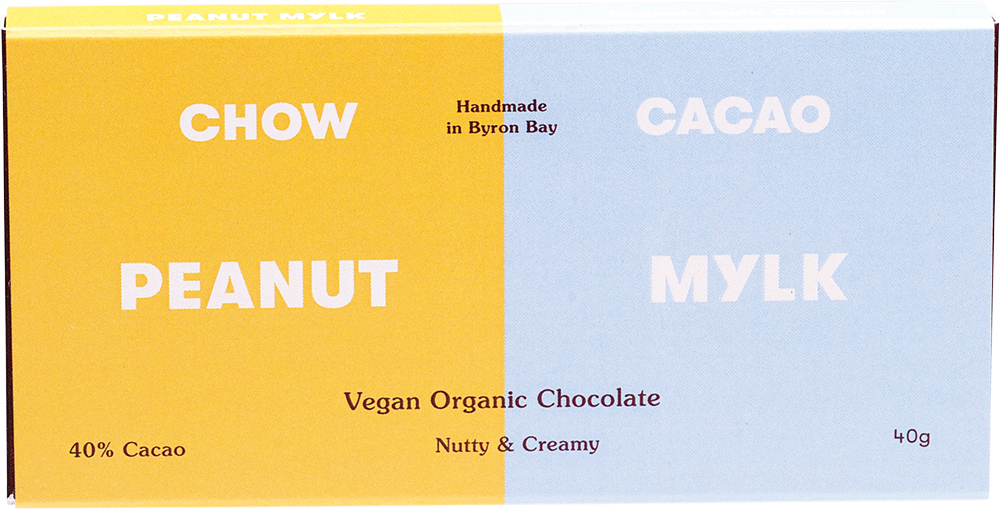 PEANUT MYLK
CHOW
Handmade
in Byron Bay
CACAO
PEANUT
MYLK
Vegan Organic Chocolate
40% Cacao
Nutty & Creamy
40g